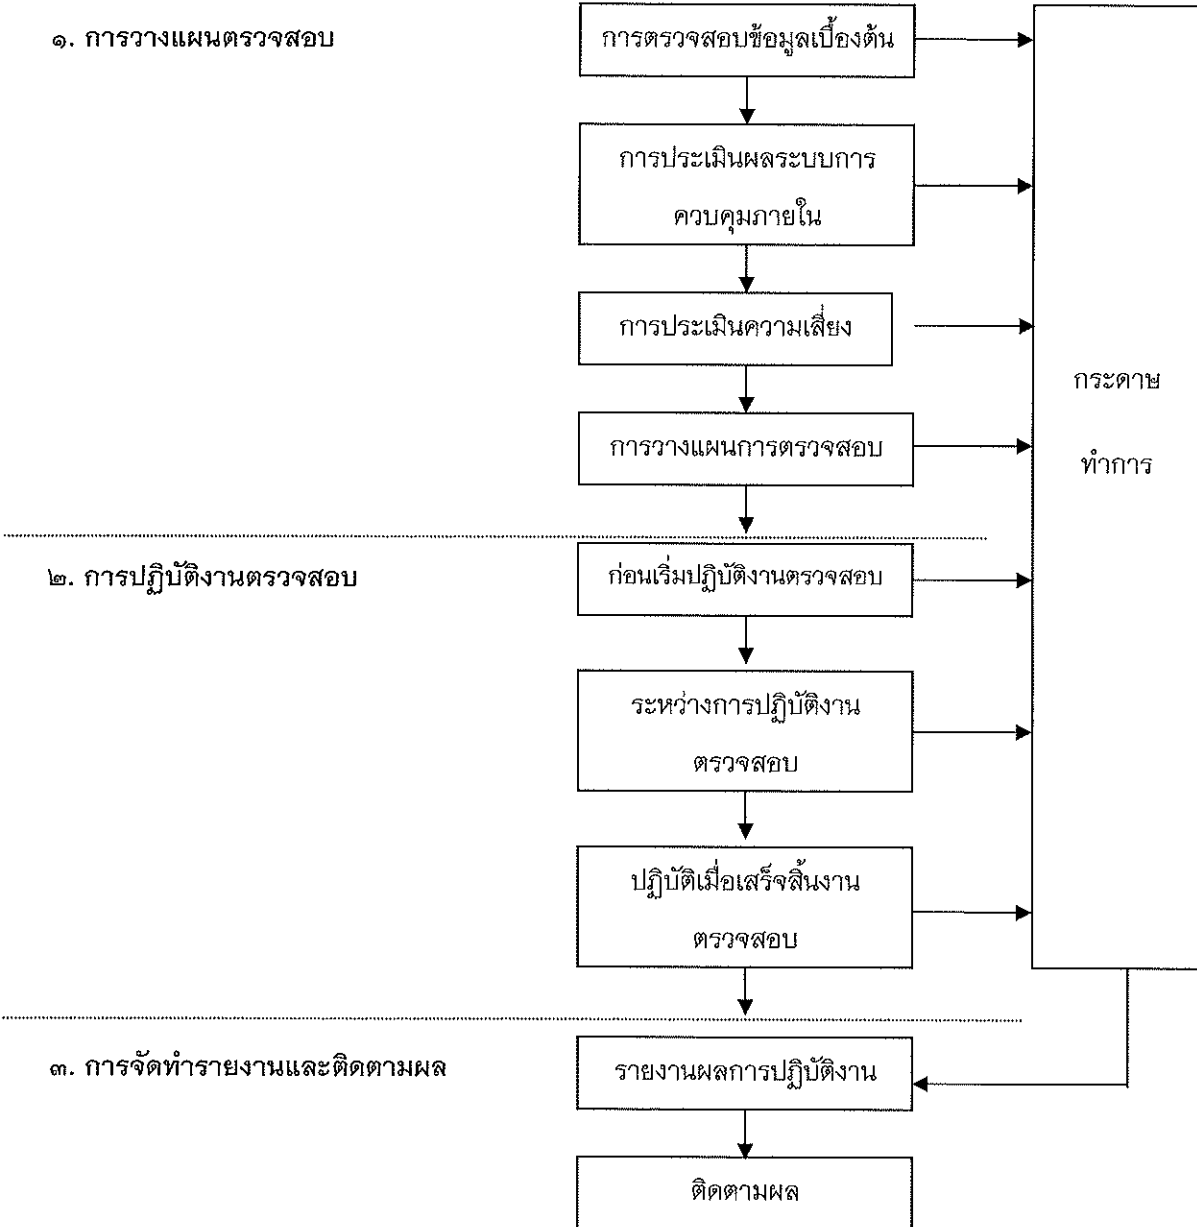 ๑. การวางแผนตรวจสอบ
การตรวจสอบข้อมูลเบื้องต้น
การประเมินผลระบบการ
ควบคุมภายใน
การประเมินความเสี่ยง
การวางแผนการตรวจสอบ
กระดาษ
ทำการ
๒. การปฏิบัติงานตรวจสอบ
ก่อนเริ่มปฏิบัติงานตรวจสอบ
ระหว่างการปฏิบัติงาน
ตรวจสอบ
ปฏิบัติเมื่อเสร็จสิ้นงาน
ตรวจสอบ
๓. การจัดทำรายงานและติดตามผล
รายงานผลการปฏิบัติงาน
ติดตามผล